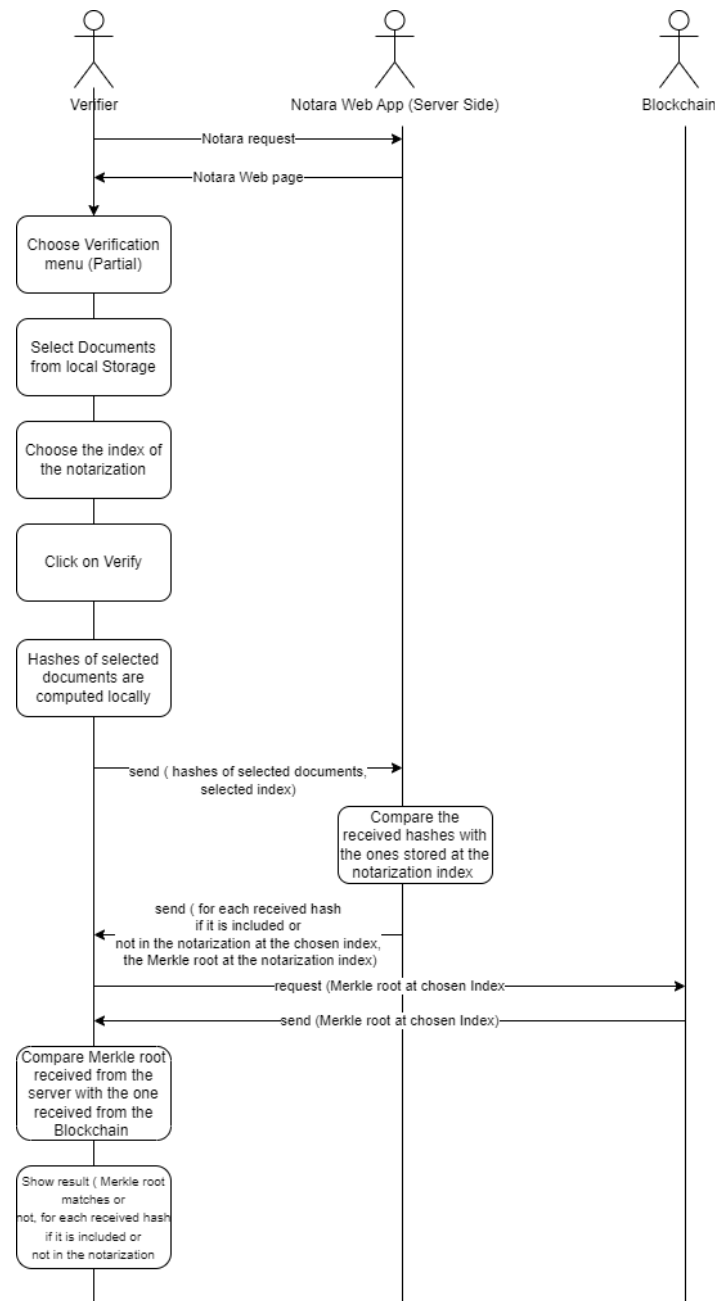 Verifier
Notara Web App (Server Side)
Blockchain
Notara request
Notara Web page
Choose Verification
menu (Partial)
Select Documents
from local Storage
Choose the index of
the notarization
Click on Verify
Hashes of selected
documents are
computed locally
send ( hashes of selected documents,
selected index)
Compare the
received hashes with
the ones stored at the
notarization index
send ( for each received hash
if it is included or
not in the notarization at the chosen index,
the Merkle root at the notarization index)
request (Merkle root at chosen Index
send (Merkle root at chosen Index)
Compare Merkle root
received from the
server with the one
received from the
Blockchain
Show result ( Merkle root
matches or
not, for each received hash
if it is included or
not in the notarization